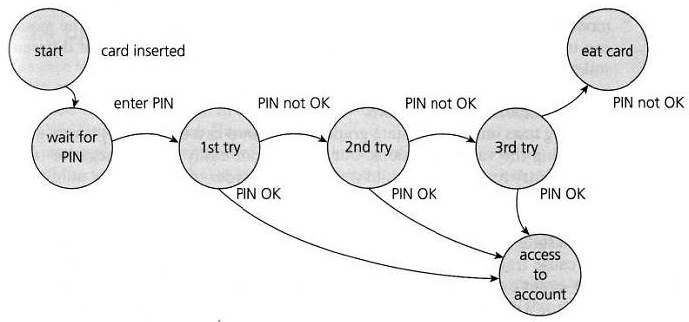 start
card inserted
eat card
enter PIN
PIN not OK
PIN not OK
PIN not OK
wait for
PIN
1st try
2nd try
3rd try
PIN OK
PIN OK
PIN OK
access
to
account